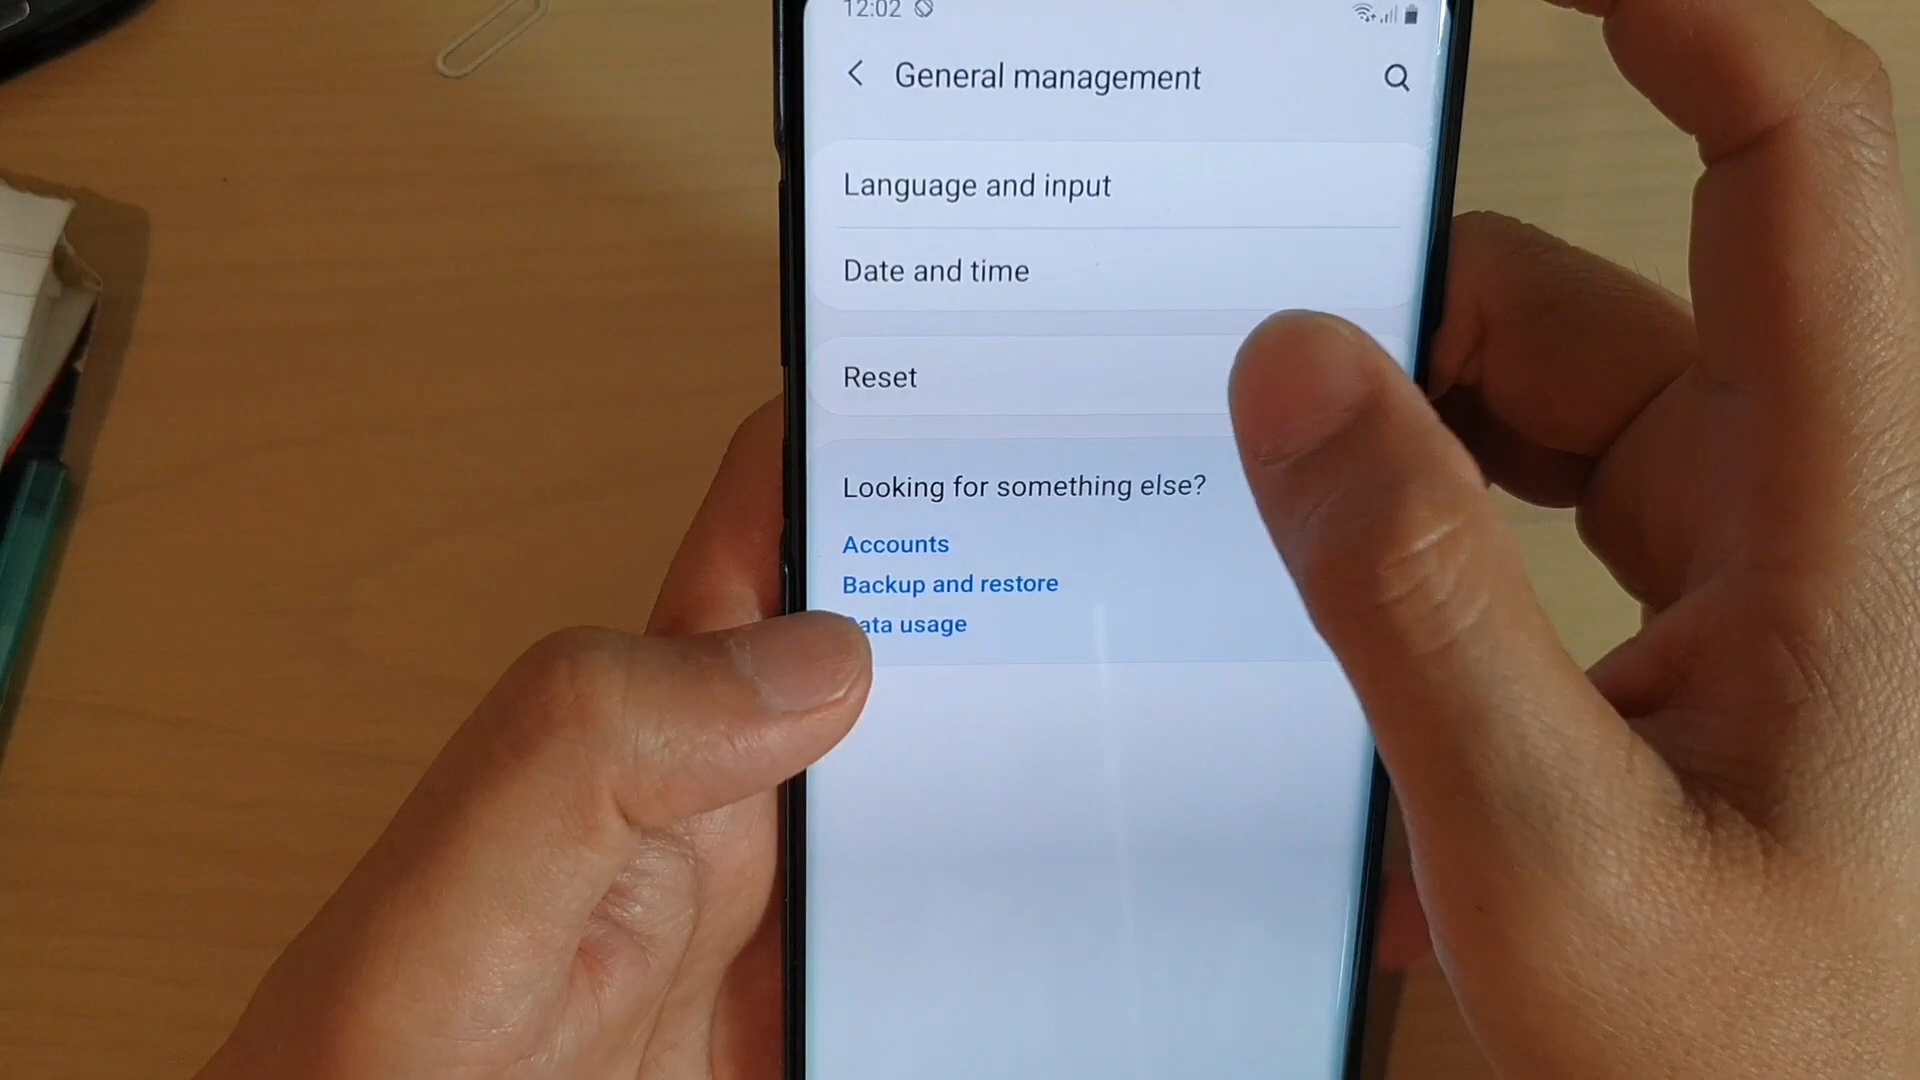 12:02
General management
Language and input
Date and time
Reset
Looking for something else?
Accounts
Backup and restore
ata usage